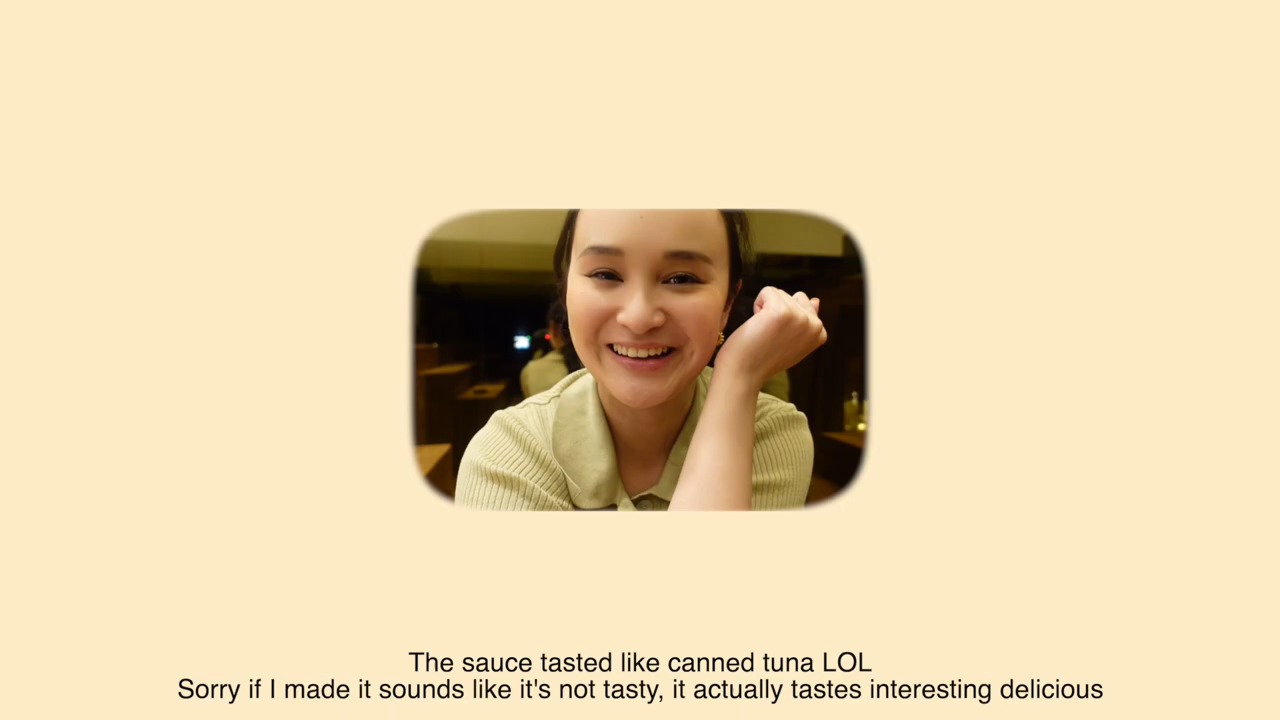 The sauce tasted like canned tuna LOL
Sorry if I made it sounds like it's not tasty, it actually tastes interesting delicious